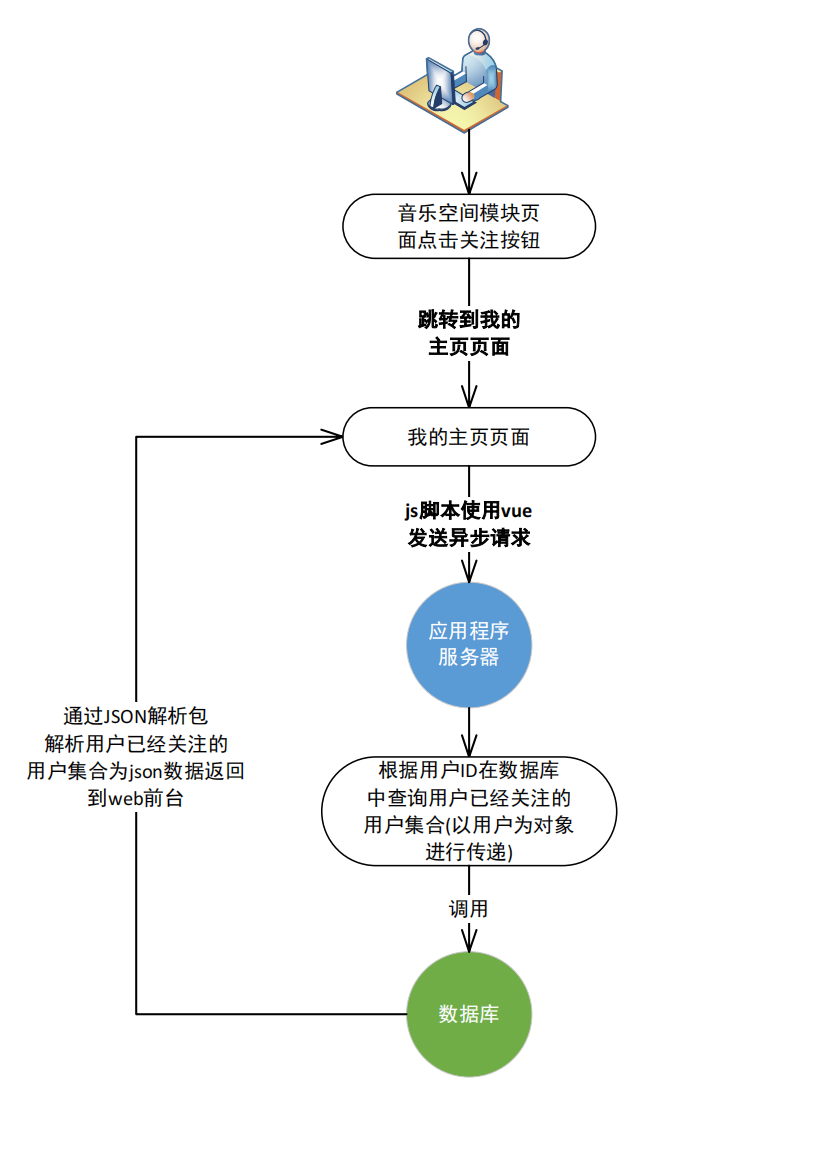 音乐空间模块页
面点击关注按钮
跳转到我的
主页页面
我的主页页面
js脚本使用vue
发送异步请求
应用程序
服务器
通过JSON解析包
解析用户已经关注的
用户集合为json数据返回
到web前台
根据用户ID在数据库
中查询用户已经关注的
用户集合(以用户为对象
进行传递)
调用
数据库